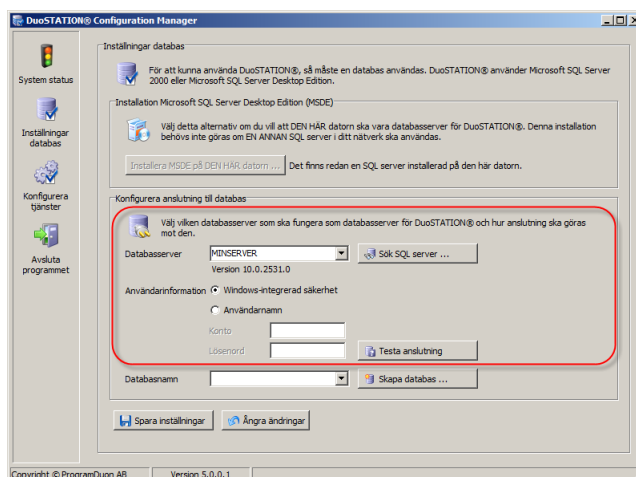 DuoSTATION® Configuration Manager
System status
Inställningar
databas
Konfigurera
tjänster
Avsluta
programmet
Inställningar databas
För att kunna använda DuoSTATION®, så måste en databas användas. DuoSTATION® använder Microsoft SQL Server
2000 eller Microsoft SQL Server Desktop Edition.
Installation Microsoft SQL Server Desktop Edition (MSDE)
Välj detta alternativ om du vill att DEN HÄR datorn ska vara databasserver för DuoSTATION®. Denna installation
behövs inte göras om EN ANNAN SQL server i ditt nätverk ska användas.
Installera MSDE på DEN HÄR datorn ...
Det finns redan en SQL server installerad på den här datorn.
Konfigurera anslutning till databas
Välj vilken databasserver som ska fungera som databasserver för DuoSTATION® och hur anslutning ska göras
mot den.
Databasserver
MINSERVER
Sök SQL server ...
Version 10.0.2531.0
Användarinformation
Windows-integrerad säkerhet
Användarnamn
Konto
Lösenord
Testa anslutning
Databasnamn
Skapa databas ...
Spara inställningar
Ångra ändringar
Copyright © ProgramDuon AB
Version 5.0.0.1